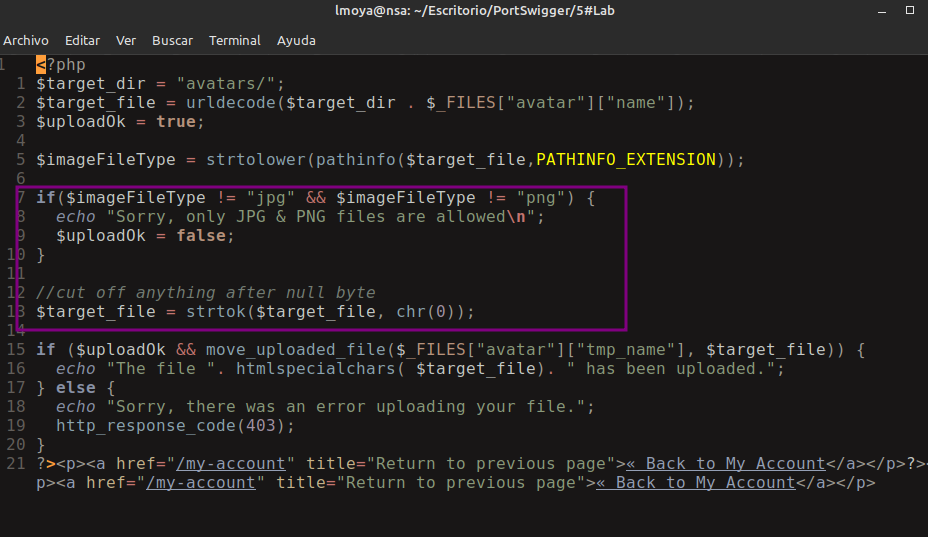 lmoya@nsa: ~/Escritorio/PortSwigger/5#Lab
Archivo Editar Ver Buscar Terminal Ayuda
1 <?php
1 $target_dir = "avatars/";
2 $target_file = urldecode($target_dir . $_FILES["avatar"]["name"]);
3 $uploadOk = true;
4
5 $imageFileType = strtolower(pathinfo($target_file,PATHINFO_EXTENSION));
6
7 if($imageFileType != "jpg" && $imageFileType != "png") {
8   echo "Sorry, only JPG & PNG files are allowed\n";
9   $uploadOk = false;
10 }
11
12 //cut off anything after null byte
13 $target_file = strtok($target_file, chr(0));
14
15 if ($uploadOk && move_uploaded_file($_FILES["avatar"]["tmp_name"], $target_file)) {
16   echo "The file ". htmlspecialchars( $target_file). " has been uploaded.";
17 } else {
18   echo "Sorry, there was an error uploading your file.";
19   http_response_code(403);
20 }
21 ?><p><a href="/my-account" title="Return to previous page">« Back to My Account</a></p>?><
p><a href="/my-account" title="Return to previous page">« Back to My Account</a></p>